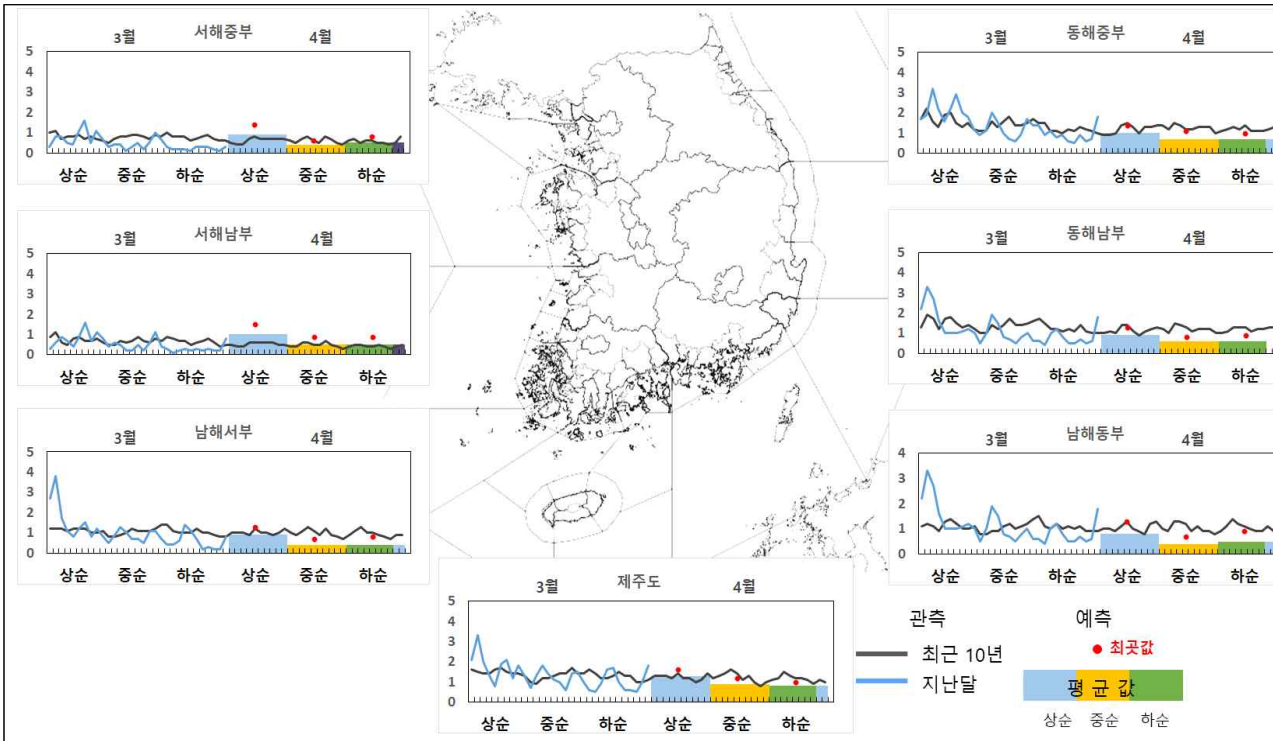 3월 서해중부 4월
5
4
3
2
1
0
상순 중순 하순 상순 중순 하순
3월 서해남부 4월
5
4
3
2
1
0
상순 중순 하순 상순 중순 하순
3월 남해서부 4월
5
4
3
2
1
0
상순 중순 하순 상순 중순 하순
3월 제주도 4월
5
4
3
2
1
0
상순 중순 하순 상순 중순 하순
3월 동해중부 4월
5
4
3
2
1
0
상순 중순 하순 상순 중순 하순
3월 동해남부 4월
5
4
3
2
1
0
상순 중순 하순 상순 중순 하순
3월 남해동부 4월
4
3
2
1
0
상순 중순 하순 상순 중순 하순
관측 예측
최근 10년 최곳값
지난달 평 균 값
상순 중순 하순